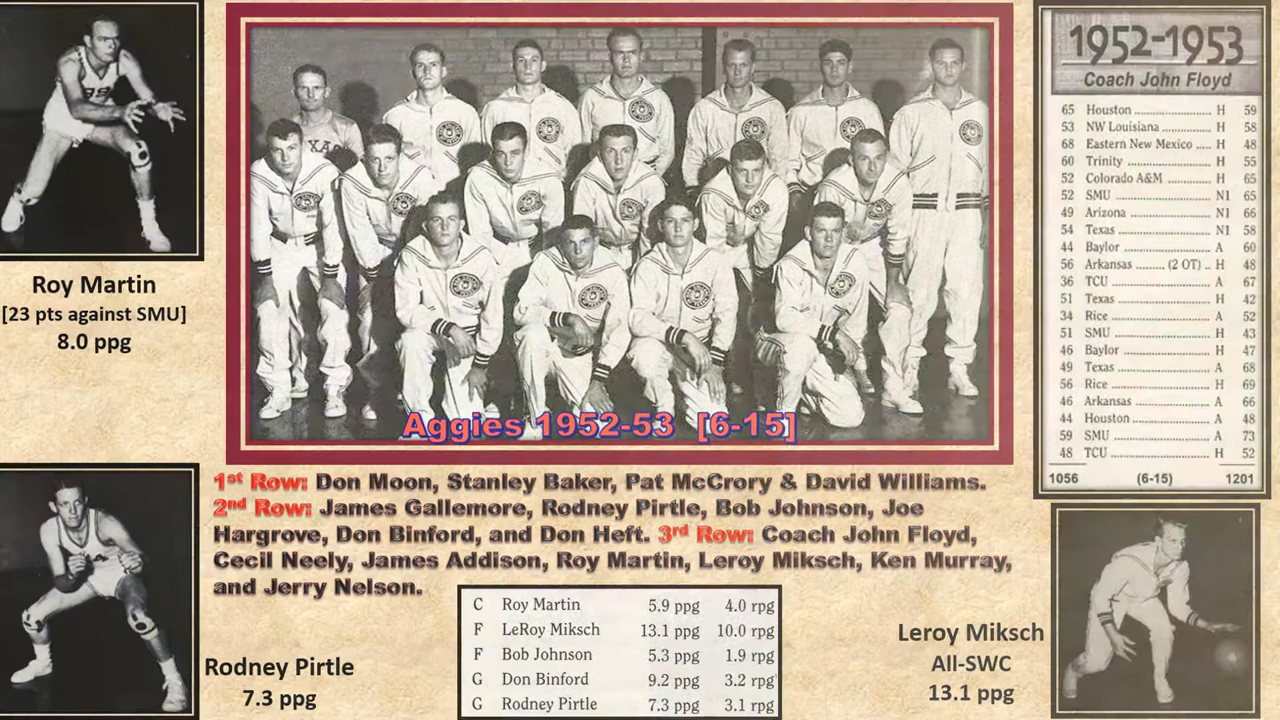 Roy Martin
[23 pts against SMU]
8.0 ppg
XAS
Aggies 1952-53 [6-15]
1952-1953
Coach John Floyd
65 Houston ........................ H 59
53 NW Louisiana ................. H 58
68 Eastern New Mexico ..... H 48
60 Trinity ........................... H 55
52 Colorado A&M ............... H 65
52 SMU ............................. N1 65
49 Arizona ........................ N1 66
54 Texas ........................... N1 58
44 Baylor .......................... A 60
56 Arkansas ........ (2 OT) .. H 48
36 TCU .............................. A 67
51 Texas ............................ H 42
34 Rice .............................. A 52
51 SMU .............................. H 43
46 Baylor ........................... H 47
49 Texas ............................ A 68
56 Rice .............................. H 69
46 Arkansas ....................... A 66
44 Houston ........................ A 48
59 SMU .............................. A 73
48 TCU .............................. H 52
1056 (6-15) 1201
1st Row: Don Moon, Stanley Baker, Pat McCrory & David Williams.
2nd Row: James Gallemore, Rodney Pirtle, Bob Johnson, Joe
Hargrove, Don Binford, and Don Heft. 3rd Row: Coach John Floyd,
Cecil Neely, James Addison, Roy Martin, Leroy Miksch, Ken Murray,
and Jerry Nelson.
Rodney Pirtle
7.3 ppg
C Roy Martin 5.9 ppg 4.0 rpg
F LeRoy Miksch 13.1 ppg 10.0 rpg
F Bob Johnson 5.3 ppg 1.9 rpg
G Don Binford 9.2 ppg 3.2 rpg
G Rodney Pirtle 7.3 ppg 3.1 rpg
Leroy Miksch
All-SWC
13.1 ppg